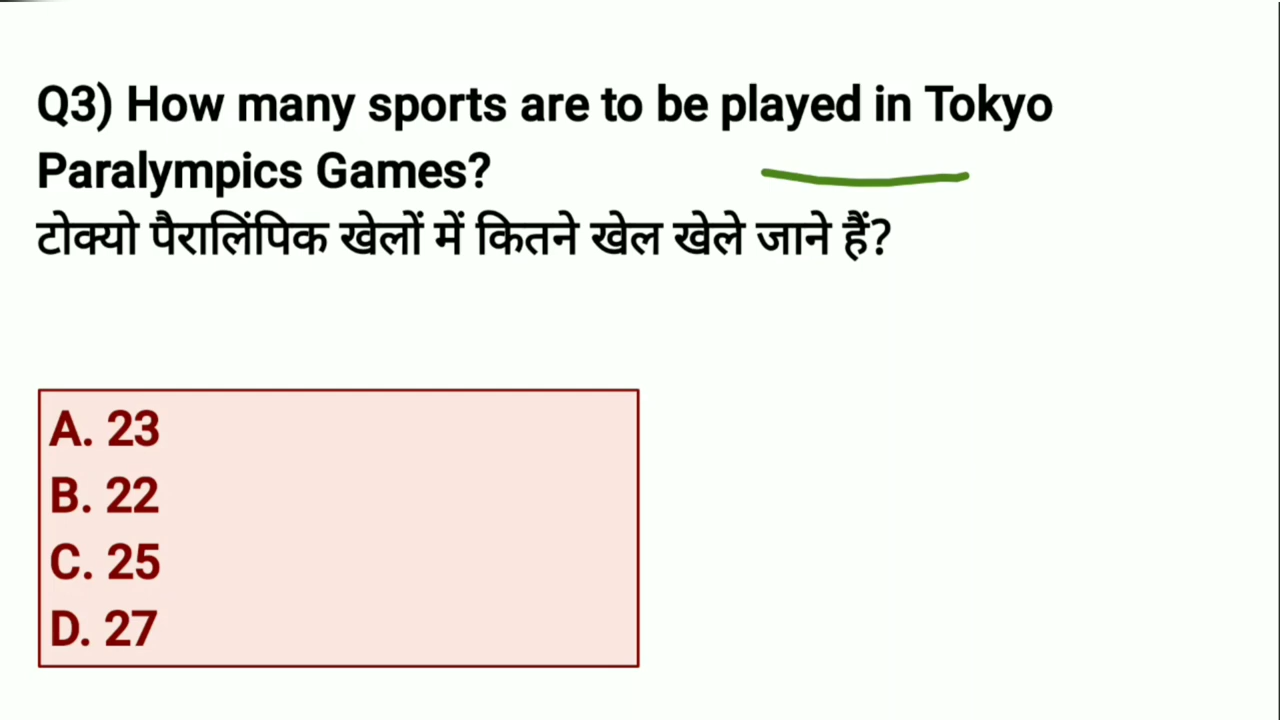 Q3) How many sports are to be played in Tokyo
Paralympics Games?
टोक्यो पैरालिंपिक खेलों में कितने खेल खेले जाने हैं?
A. 23
B. 22
C. 25
D. 27